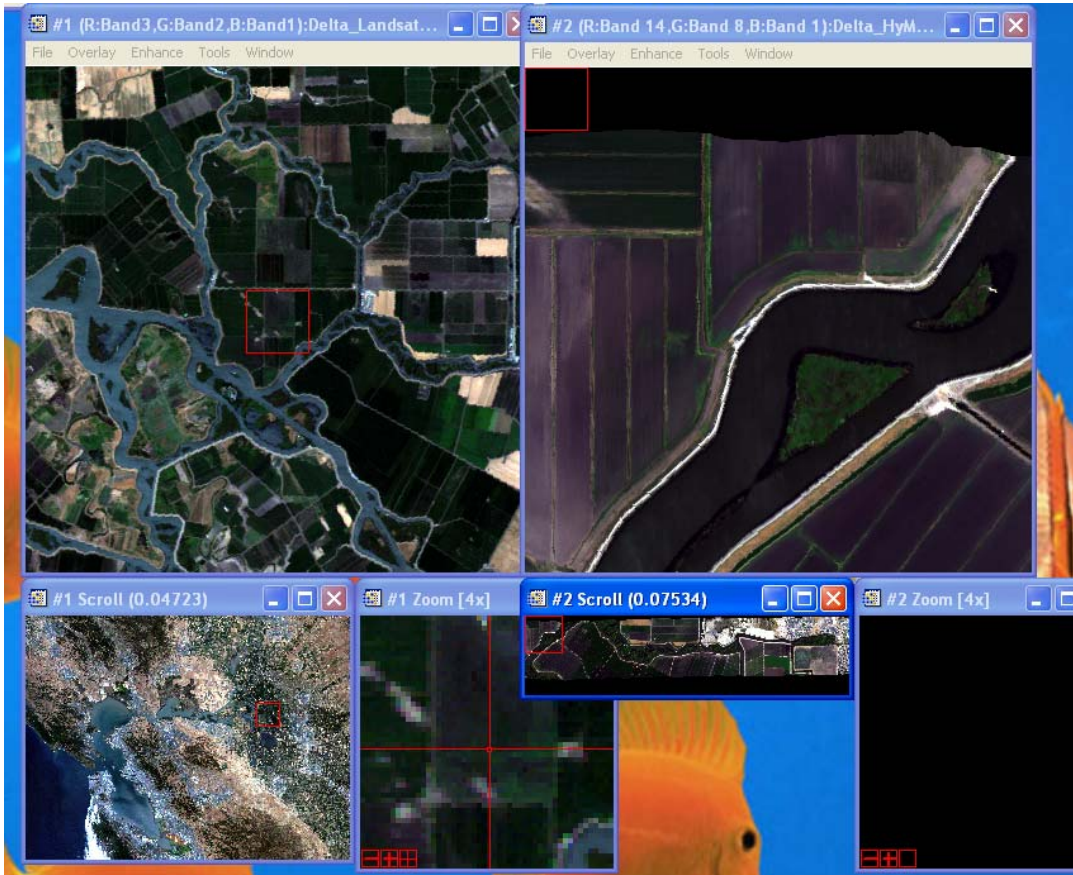 #1 (R:Band3,G:Band2,B:Band1):Delta_Landsat...
File Overlay Enhance Tools Window
#2 (R:Band 14,G:Band 8,B:Band 1):Delta_HyM...
File Overlay Enhance Tools Window
#1 Scroll (0.04723)
#1 Zoom [4x]
#2 Scroll (0.07534)
#2 Zoom [4x]